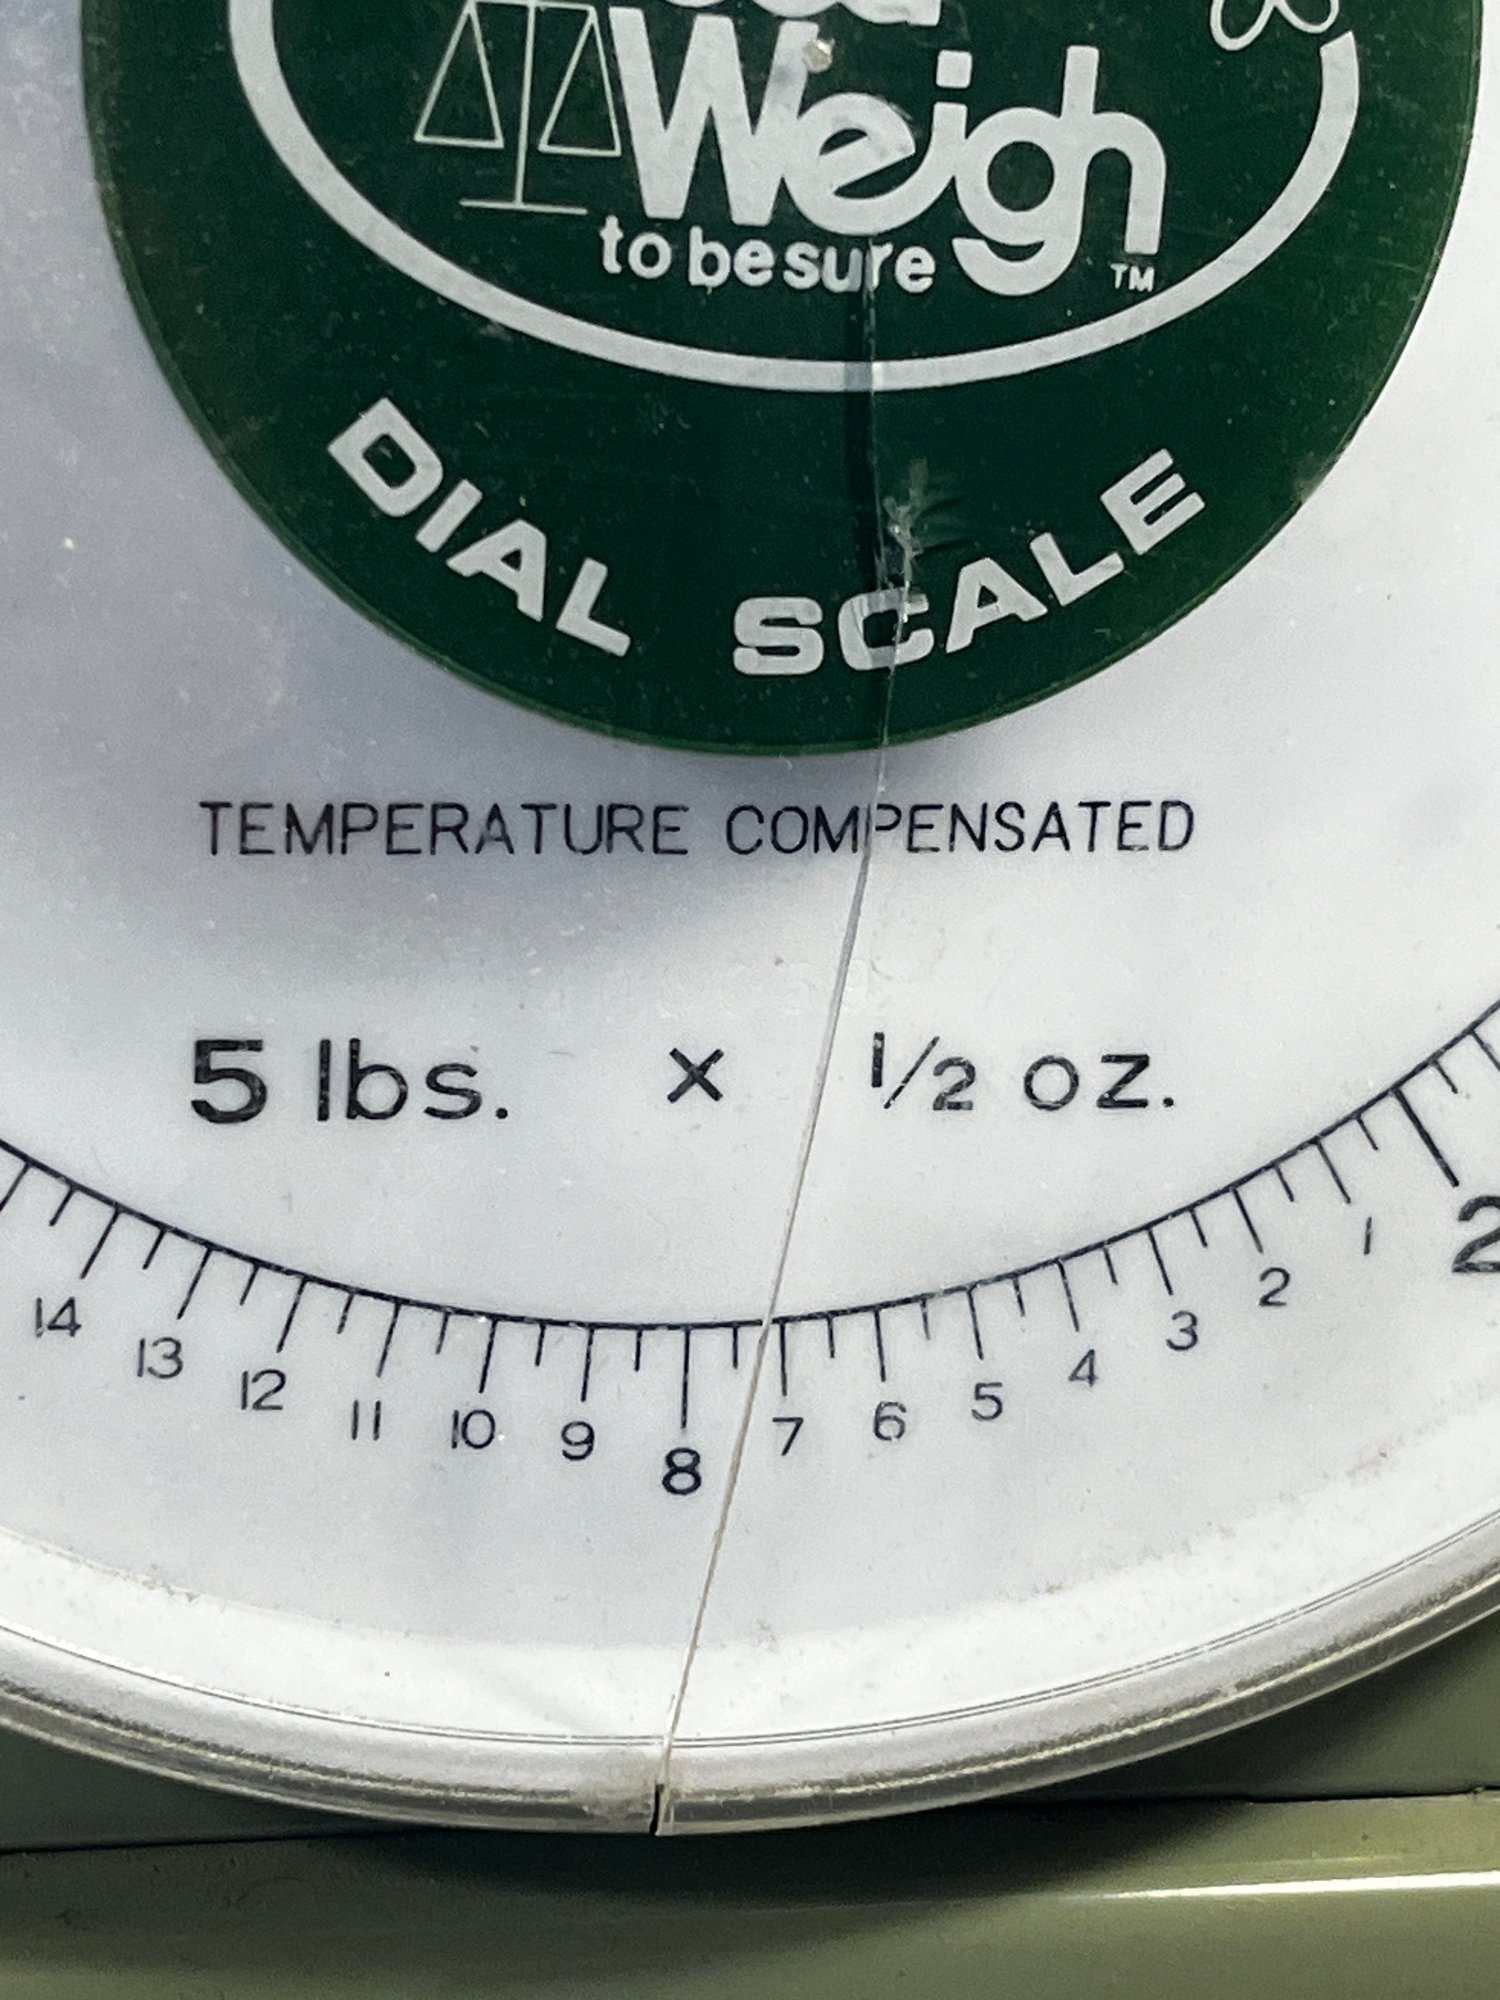 Weigh
to be sure
TM
DIAL SCALE
TEMPERATURE COMPENSATED
5 lbs. x 1/2 oz.
14 13 12 11 10 9 8 7 6 5 4 3 2 1 2